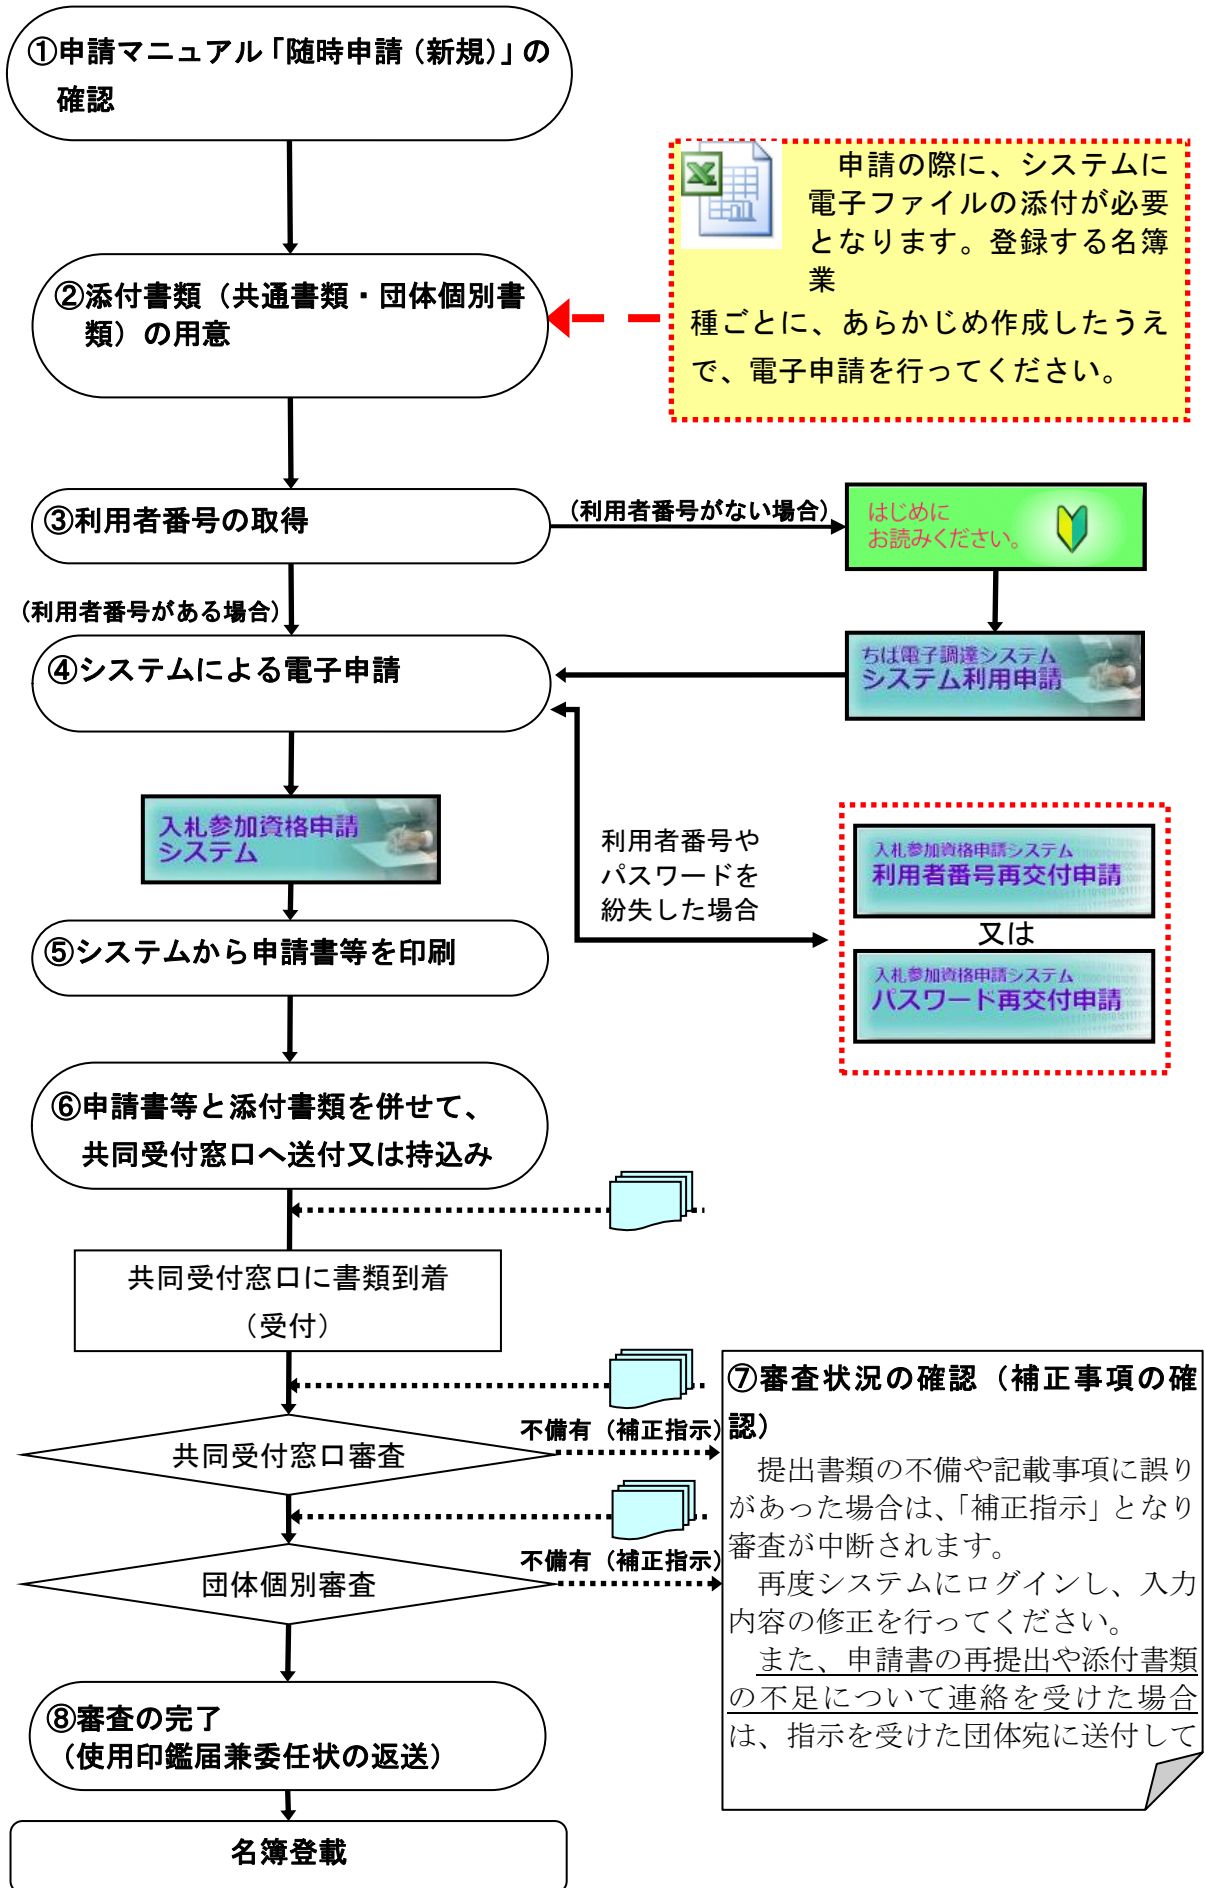 ①申請マニュアル「随時申請（新規）」の
確認
申請の際に、システムに
電子ファイルの添付が必要
となります。登録する名簿
業
種ごとに、あらかじめ作成したうえ
で、電子申請を行ってください。
②添付書類（共通書類・団体個別書
類）の用意
③利用者番号の取得
（利用者番号がない場合）
はじめに
お読みください。
（利用者番号がある場合）
④システムによる電子申請
ちば電子調達システム
システム利用申請
入札参加資格申請
システム
利用者番号や
パスワードを
紛失した場合
入札参加資格申請システム
利用者番号再交付申請
又は
入札参加資格申請システム
パスワード再交付申請
⑤システムから申請書等を印刷
⑥申請書等と添付書類を併せて、
共同受付窓口へ送付又は持込み
共同受付窓口に書類到着
（受付）
共同受付窓口審査
不備有（補正指示）
団体個別審査
不備有（補正指示）
⑦審査状況の確認（補正事項の確
認）
提出書類の不備や記載事項に誤り
があった場合は、「補正指示」となり
審査が中断されます。
再度システムにログインし、入力
内容の修正を行ってください。
また、申請書の再提出や添付書類
の不足について連絡を受けた場合
は、指示を受けた団体宛に送付して
⑧審査の完了
（使用印鑑届兼委任状の返送）
名簿登載